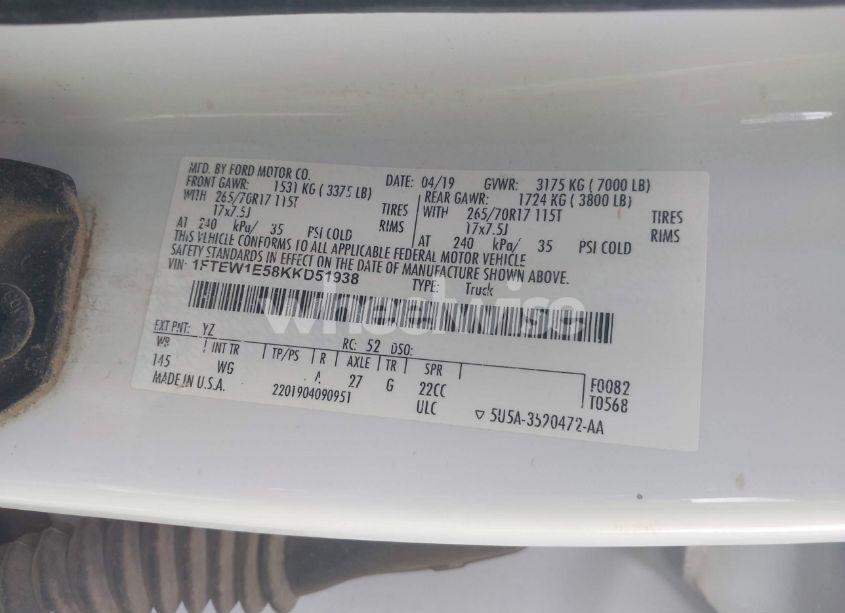 MFD. BY FORD MOTOR CO. DATE: 04/19 GVWR: 3175 KG ( 7000 LB)
FRONT GAWR: 1531 KG ( 3375 LB) REAR GAWR: 1724 KG ( 3800 LB)
WITH 265/70R17 115T TIRES WITH 265/70R17 115T TIRES
17x7.5J RIMS 17x7.5J RIMS
AT 240 kPa/ 35 PSI COLD AT 240 kPa/ 35 PSI COLD
THIS VEHICLE CONFORMS TO ALL APPLICABLE FEDERAL MOTOR VEHICLE
SAFETY STANDARDS IN EFFECT ON THE DATE OF MANUFACTURE SHOWN ABOVE.
VIN: 1FTEW1E58KKD51938 TYPE: Truck
wheelwise
EXT PNT: YZ RC: 52 DSO:
WB INT TR TP/PS R AXLE TR SPR
145 WG A 27 G 22CC F0082
MADE IN U.S.A. 2201904090951 ULC T0568
▽ 5U5A-3520472-AA